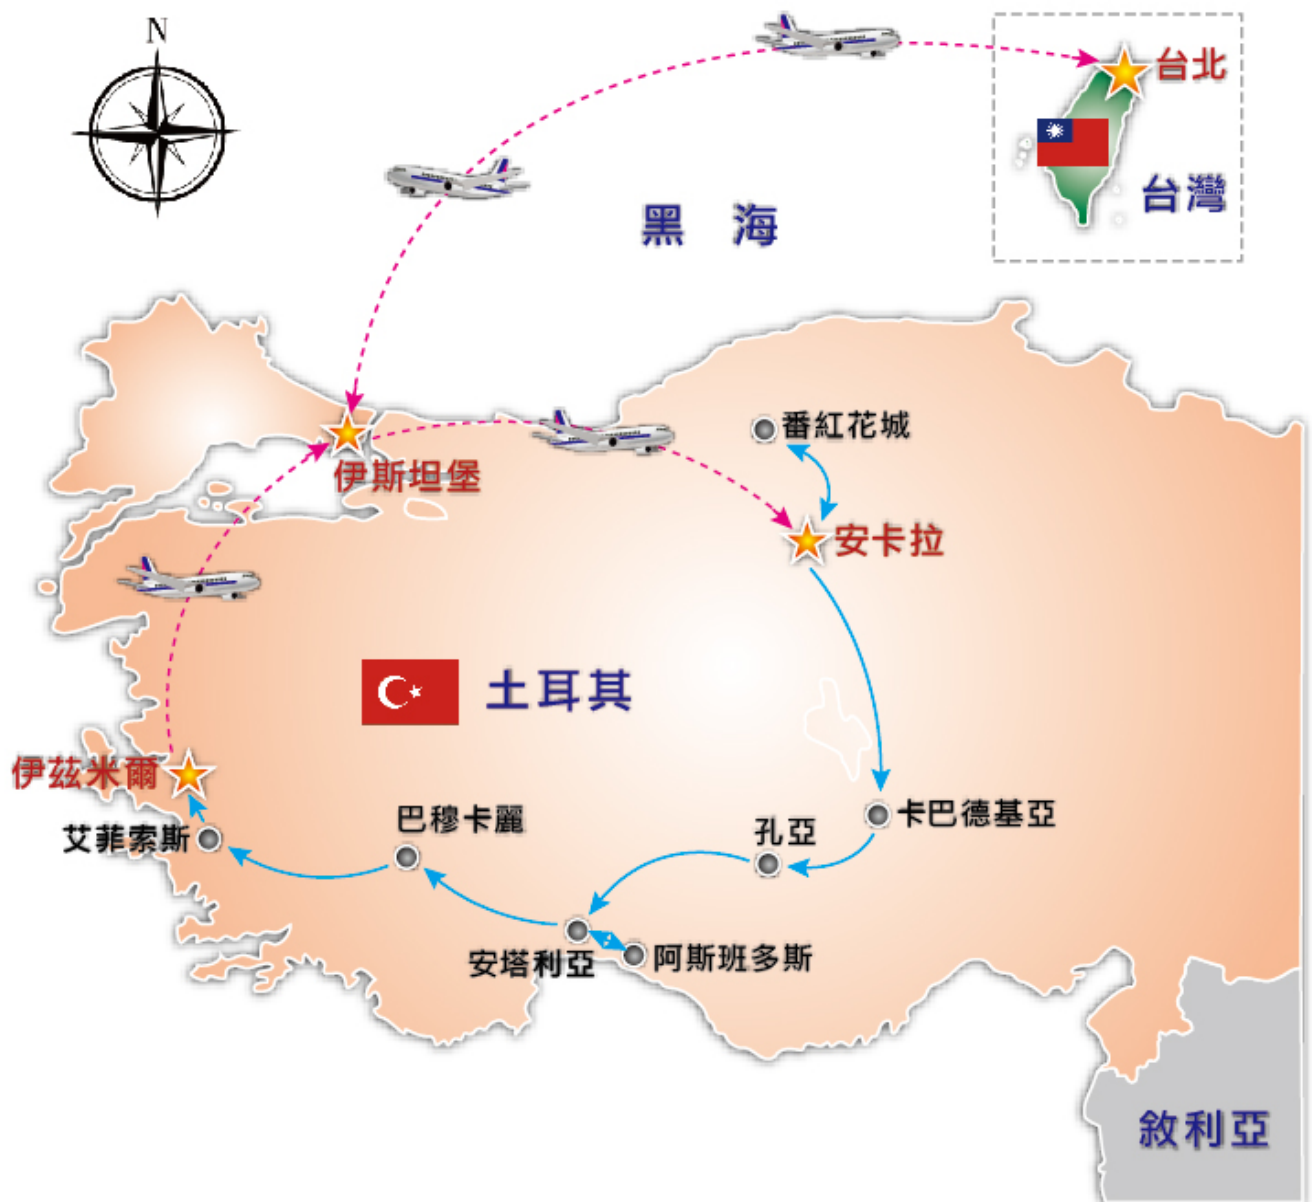 N
台北
台灣
黑 海
番紅花城
伊斯坦堡
安卡拉
土耳其
伊茲米爾
艾菲索斯
巴穆卡麗
孔亞
卡巴德基亞
安塔利亞
阿斯班多斯
敘利亞